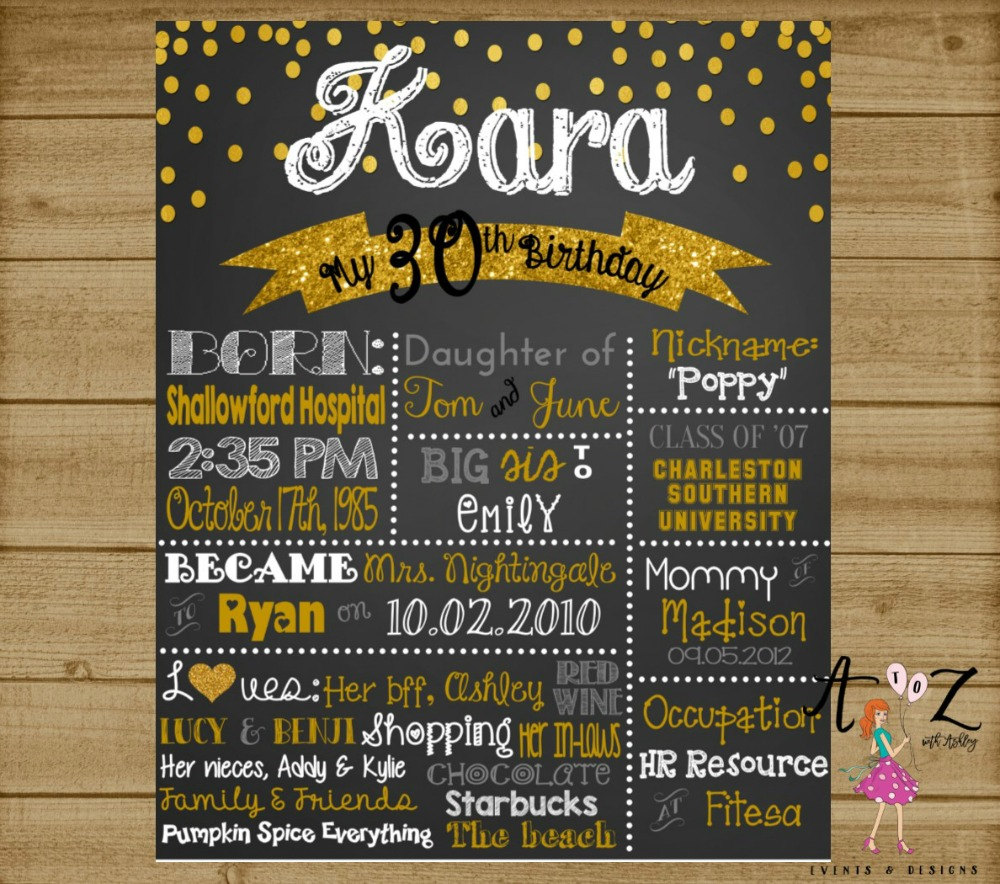 Kara
My 30th Birthday
BORN:
Shallowford Hospital
2:35 PM
October 17th, 1985
Daughter of
Tom and June
BIG sis TO
EMILY
Nickname:
"Poppy"
CLASS OF '07
CHARLESTON
SOUTHERN
UNIVERSITY
BECAME Mrs. Nightingale
TO Ryan on 10.02.2010
Mommy OF
Madison
09.05.2012
Loves: Her bff, Ashley RED WINE
LUCY & BENJI Shopping Her In-laws
Her nieces, Addy & Kylie CHOCOLATE
Family & Friends Starbucks
Pumpkin Spice Everything The beach
Occupation
HR Resource
AT Fitesa
A TO Z
with Ashley
EVENTS & DESIGNS